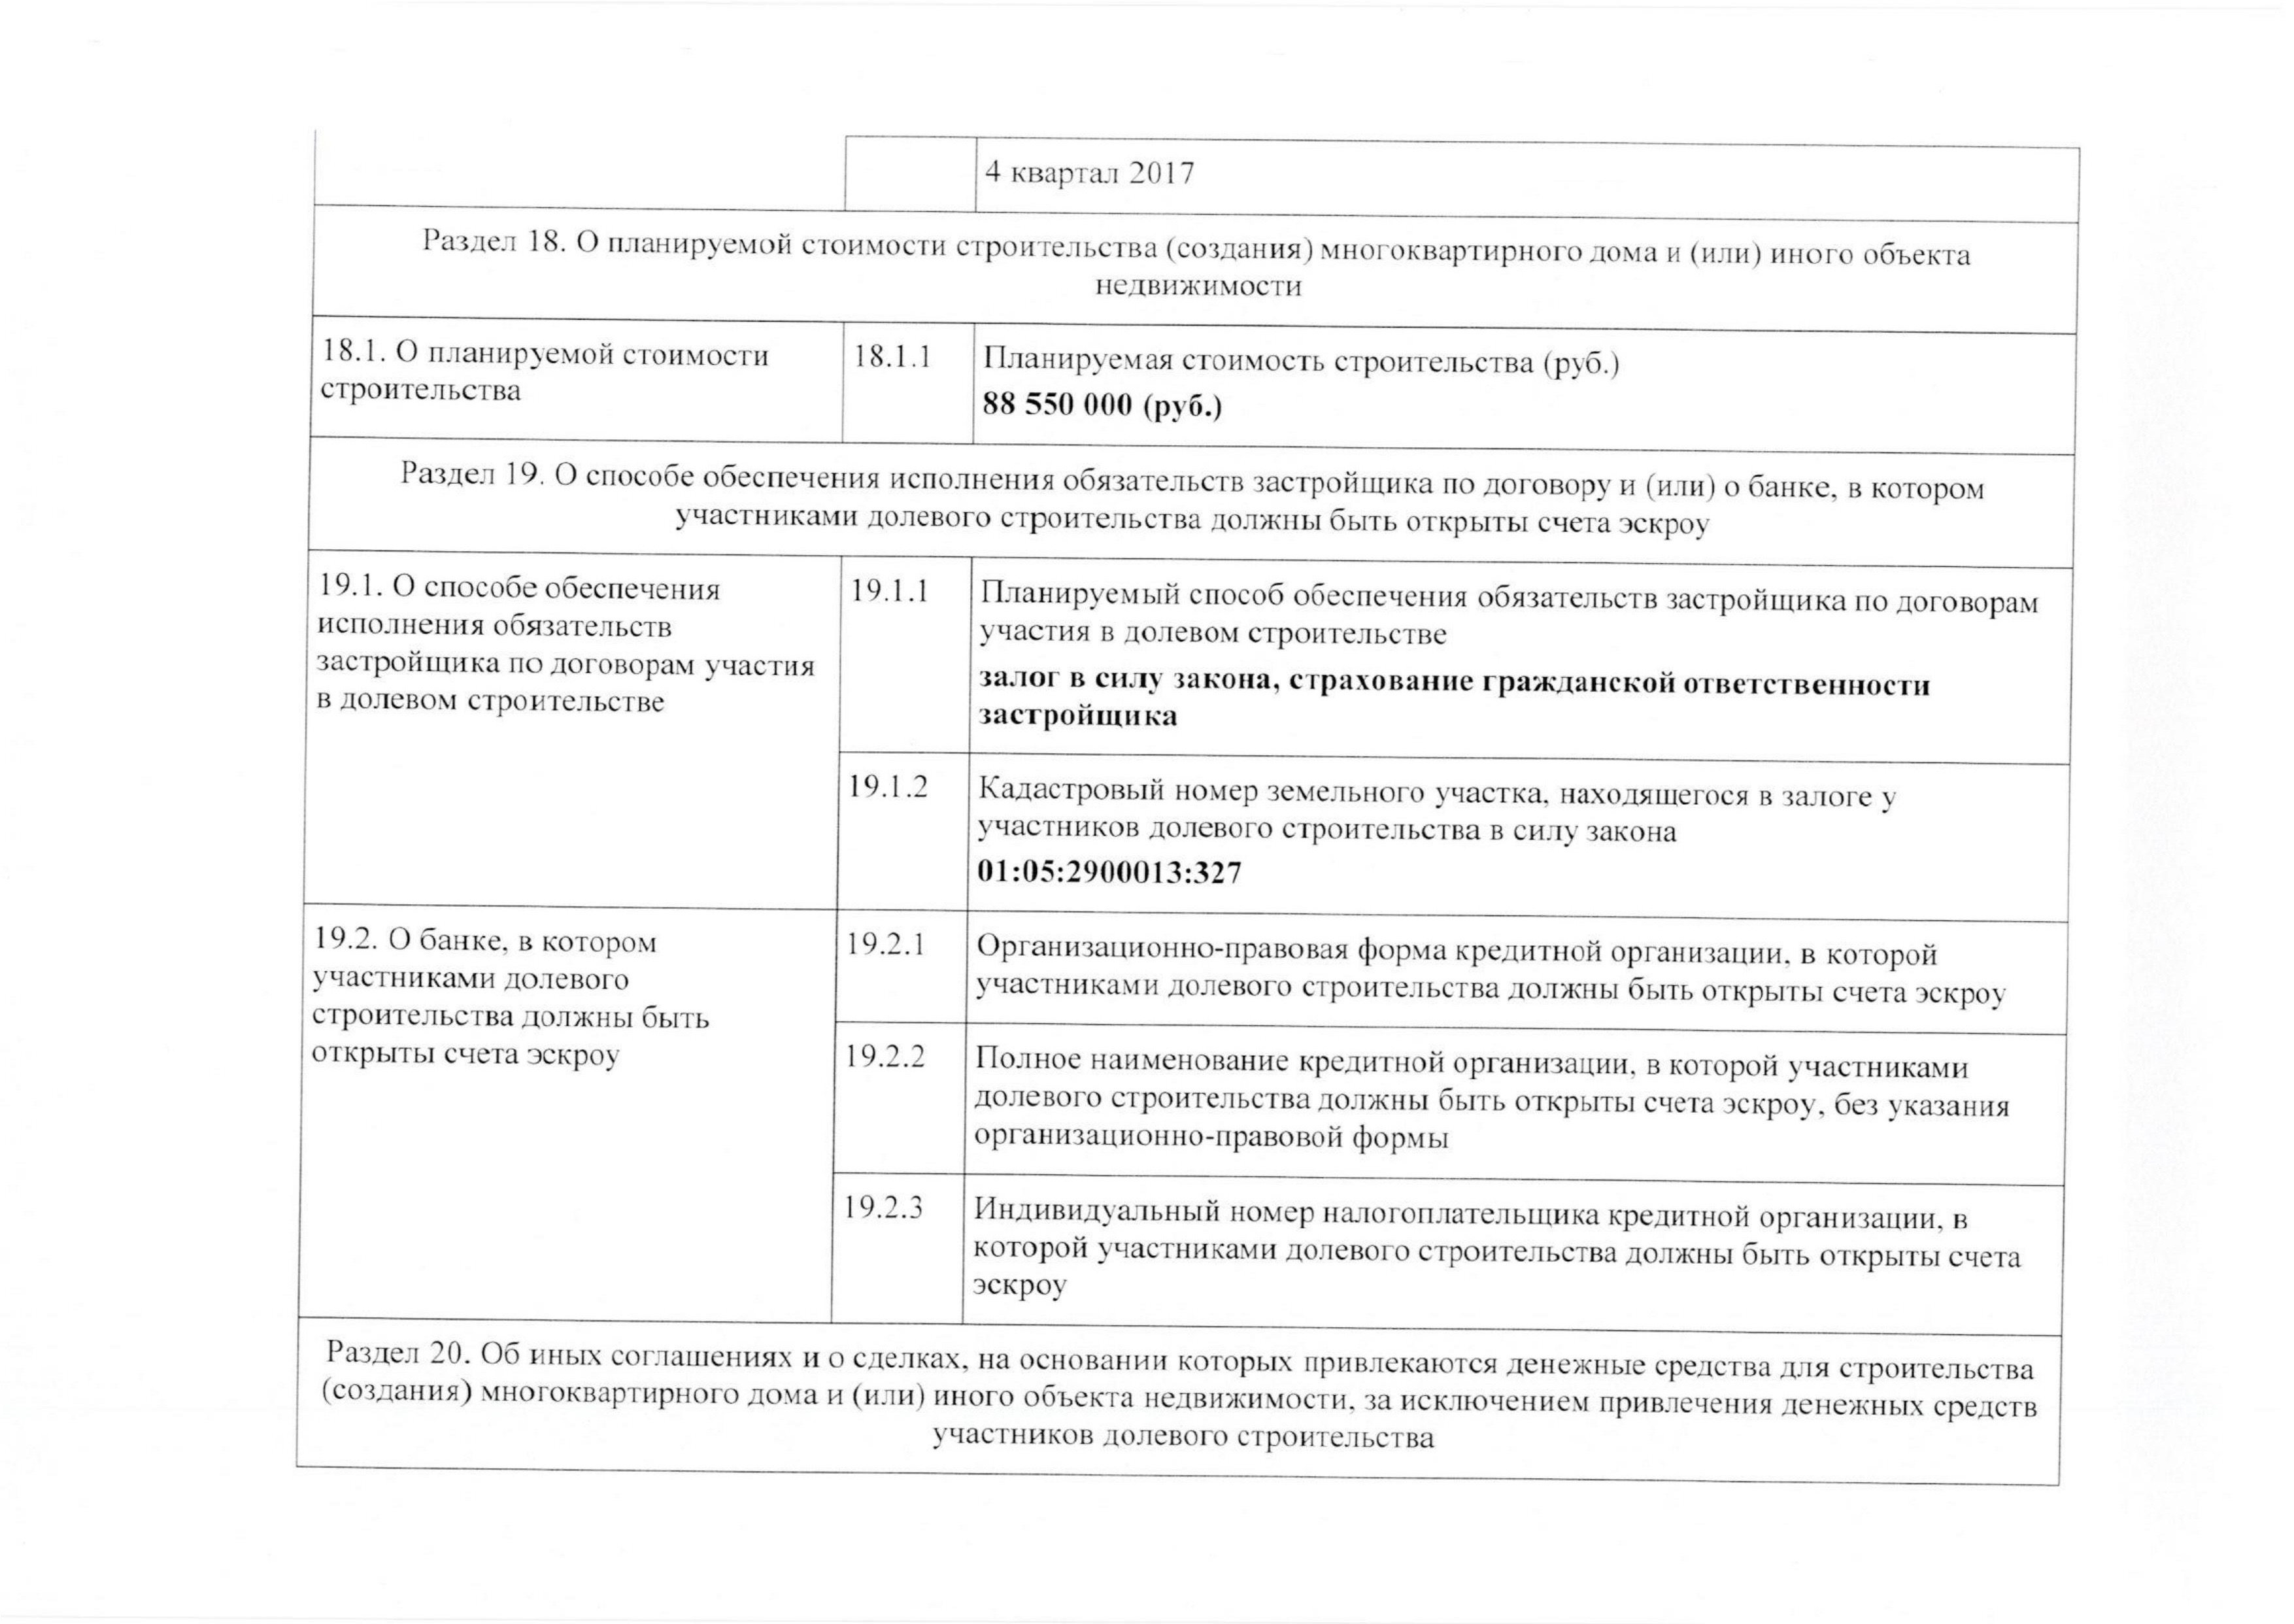 4 квартал 2017
Раздел 18. О планируемой стоимости строительства (создания) многоквартирного дома и (или) иного объекта
недвижимости
18.1. О планируемой стоимости
строительства
18.1.1
Планируемая стоимость строительства (руб.)
88 550 000 (руб.)
Раздел 19. О способе обеспечения исполнения обязательств застройщика по договору и (или) о банке, в котором
участниками долевого строительства должны быть открыты счета эскроу
19.1. О способе обеспечения
исполнения обязательств
застройщика по договорам участия
в долевом строительстве
19.1.1
Планируемый способ обеспечения обязательств застройщика по договорам
участия в долевом строительстве
залог в силу закона, страхование гражданской ответственности
застройщика
19.1.2
Кадастровый номер земельного участка, находящегося в залоге у
участников долевого строительства в силу закона
01:05:2900013:327
19.2. О банке, в котором
участниками долевого
строительства должны быть
открыты счета эскроу
19.2.1
Организационно-правовая форма кредитной организации, в которой
участниками долевого строительства должны быть открыты счета эскроу
19.2.2
Полное наименование кредитной организации, в которой участниками
долевого строительства должны быть открыты счета эскроу, без указания
организационно-правовой формы
19.2.3
Индивидуальный номер налогоплательщика кредитной организации, в
которой участниками долевого строительства должны быть открыты счета
эскроу
Раздел 20. Об иных соглашениях и о сделках, на основании которых привлекаются денежные средства для строительства
(создания) многоквартирного дома и (или) иного объекта недвижимости, за исключением привлечения денежных средств
участников долевого строительства